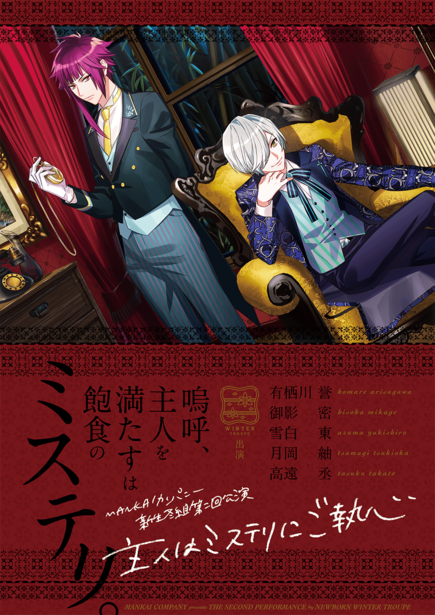 有栖川 誉 homare arisugawa
御影 密 hisoka mikage
雪白 東 azuma yukishiro
月岡 紬 tsumugi tsukioka
高遠 丞 tasuku takato
WINTER
TROUPE
出演
嗚呼、
主人を
満たすは
飽食の
ミステリ。
MANKAIカンパニー
新生冬組第二回公演
主人はミステリにご執心
MANKAI COMPANY presents THE SECOND PERFORMANCE by NEWBORN WINTER TROUPE